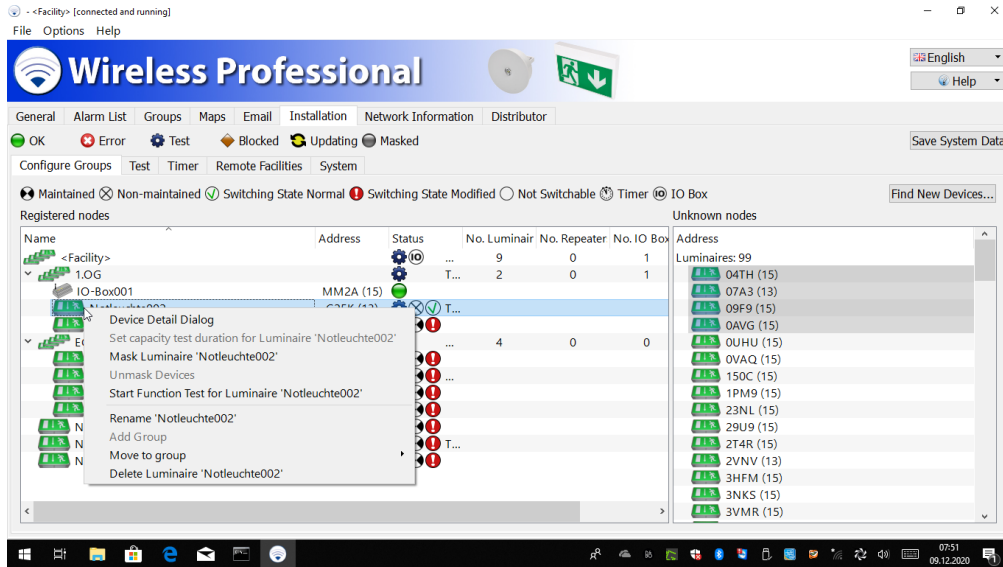 - <Facility> [connected and running]
File Options Help
Wireless Professional
English
Help
General Alarm List Groups Maps Email Installation Network Information Distributor
OK Error Test Blocked Updating Masked
Save System Data
Configure Groups Test Timer Remote Facilities System
Maintained Non-maintained Switching State Normal Switching State Modified Not Switchable Timer IO IO Box
Find New Devices...
Registered nodes
Unknown nodes
Name Address Status No. Luminair No. Repeater No. IO Box
Address
<Facility> IO ... 9 0 1
Luminaires: 99
1.OG T... 2 0 1
04TH (15)
IO-Box001 MM2A (15)
07A3 (13)
T...
09F9 (15)
0AVG (15)
... 4 0 0
0UHU (15)
0VAQ (15)
...
150C (15)
1PM9 (15)
23NL (15)
N
29U9 (15)
N T...
2T4R (15)
N
2VNV (13)
3HFM (15)
3NKS (15)
3VMR (15)
Device Detail Dialog
Set capacity test duration for Luminaire 'Notleuchte002'
Mask Luminaire 'Notleuchte002'
Unmask Devices
Start Function Test for Luminaire 'Notleuchte002'
Rename 'Notleuchte002'
Add Group
Move to group
Delete Luminaire 'Notleuchte002'
07:51
09.12.2020